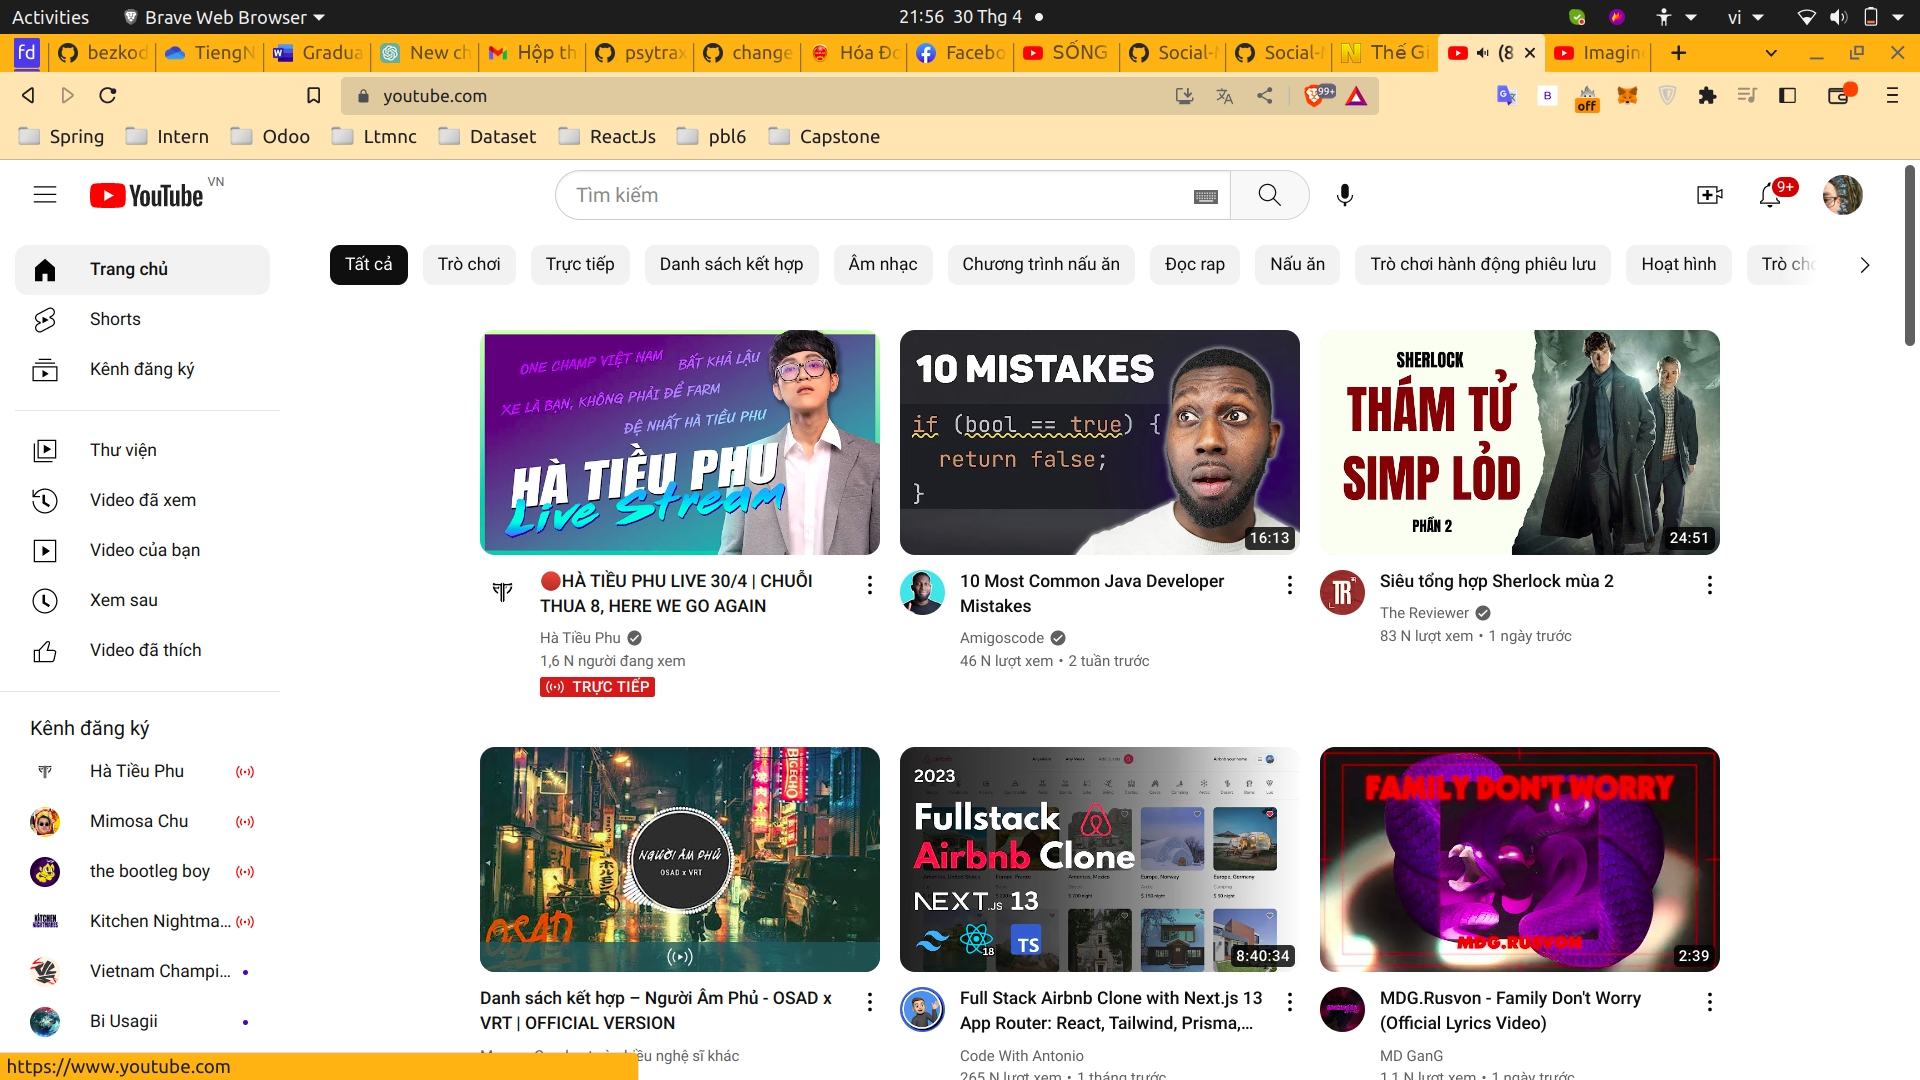 Activities
Brave Web Browser
21:56 30 Thg 4
vi
fd
bezkod
TiengN
Gradua
New ch
Hộp th
psytrax
change
Hóa Đơ
Facebo
SỐNG
Social-
Social-
Thế Gi
(8
Imagin
youtube.com
99+
off
Spring
Intern
Odoo
Ltmnc
Dataset
ReactJs
pbl6
Capstone
YouTube VN
Tìm kiếm
9+
Trang chủ
Shorts
Kênh đăng ký
Thư viện
Video đã xem
Video của bạn
Xem sau
Video đã thích
Kênh đăng ký
Hà Tiều Phu
Mimosa Chu
the bootleg boy
Kitchen Nightma...
Vietnam Champi...
Bi Usagii
Tất cả
Trò chơi
Trực tiếp
Danh sách kết hợp
Âm nhạc
Chương trình nấu ăn
Đọc rap
Nấu ăn
Trò chơi hành động phiêu lưu
Hoạt hình
Trò chơ
ONE CHAMP VIỆT NAM
BẤT KHẢ LẬU
XE LÀ BẠN, KHÔNG PHẢI ĐỂ FARM
ĐỆ NHẤT HÀ TIỀU PHU
HÀ TIỀU PHU
Live Stream
HÀ TIỀU PHU LIVE 30/4 | CHUỖI
THUA 8, HERE WE GO AGAIN
Hà Tiều Phu
1,6 N người đang xem
TRỰC TIẾP
10 MISTAKES
if (bool == true) {
return false;
}
16:13
10 Most Common Java Developer
Mistakes
Amigoscode
46 N lượt xem • 2 tuần trước
SHERLOCK
THÁM TỬ
SIMP LỎD
PHẦN 2
24:51
TR
Siêu tổng hợp Sherlock mùa 2
The Reviewer
83 N lượt xem • 1 ngày trước
BIGECHO
NGƯỜI ÂM PHỦ
OSAD x VRT
OSAD
Danh sách kết hợp – Người Âm Phủ - OSAD x
VRT | OFFICIAL VERSION
iều nghệ sĩ khác
2023
Fullstack
Airbnb Clone
NEXT.JS 13
18
TS
8:40:34
Full Stack Airbnb Clone with Next.js 13
App Router: React, Tailwind, Prisma,...
Code With Antonio
265 N lượt xem • 1 tháng trước
FAMILY DON'T WORRY
MDG.RUSVON
2:39
MDG.Rusvon - Family Don't Worry
(Official Lyrics Video)
MD GanG
1,1 N lượt xem • 1 ngày trước
https://www.youtube.com